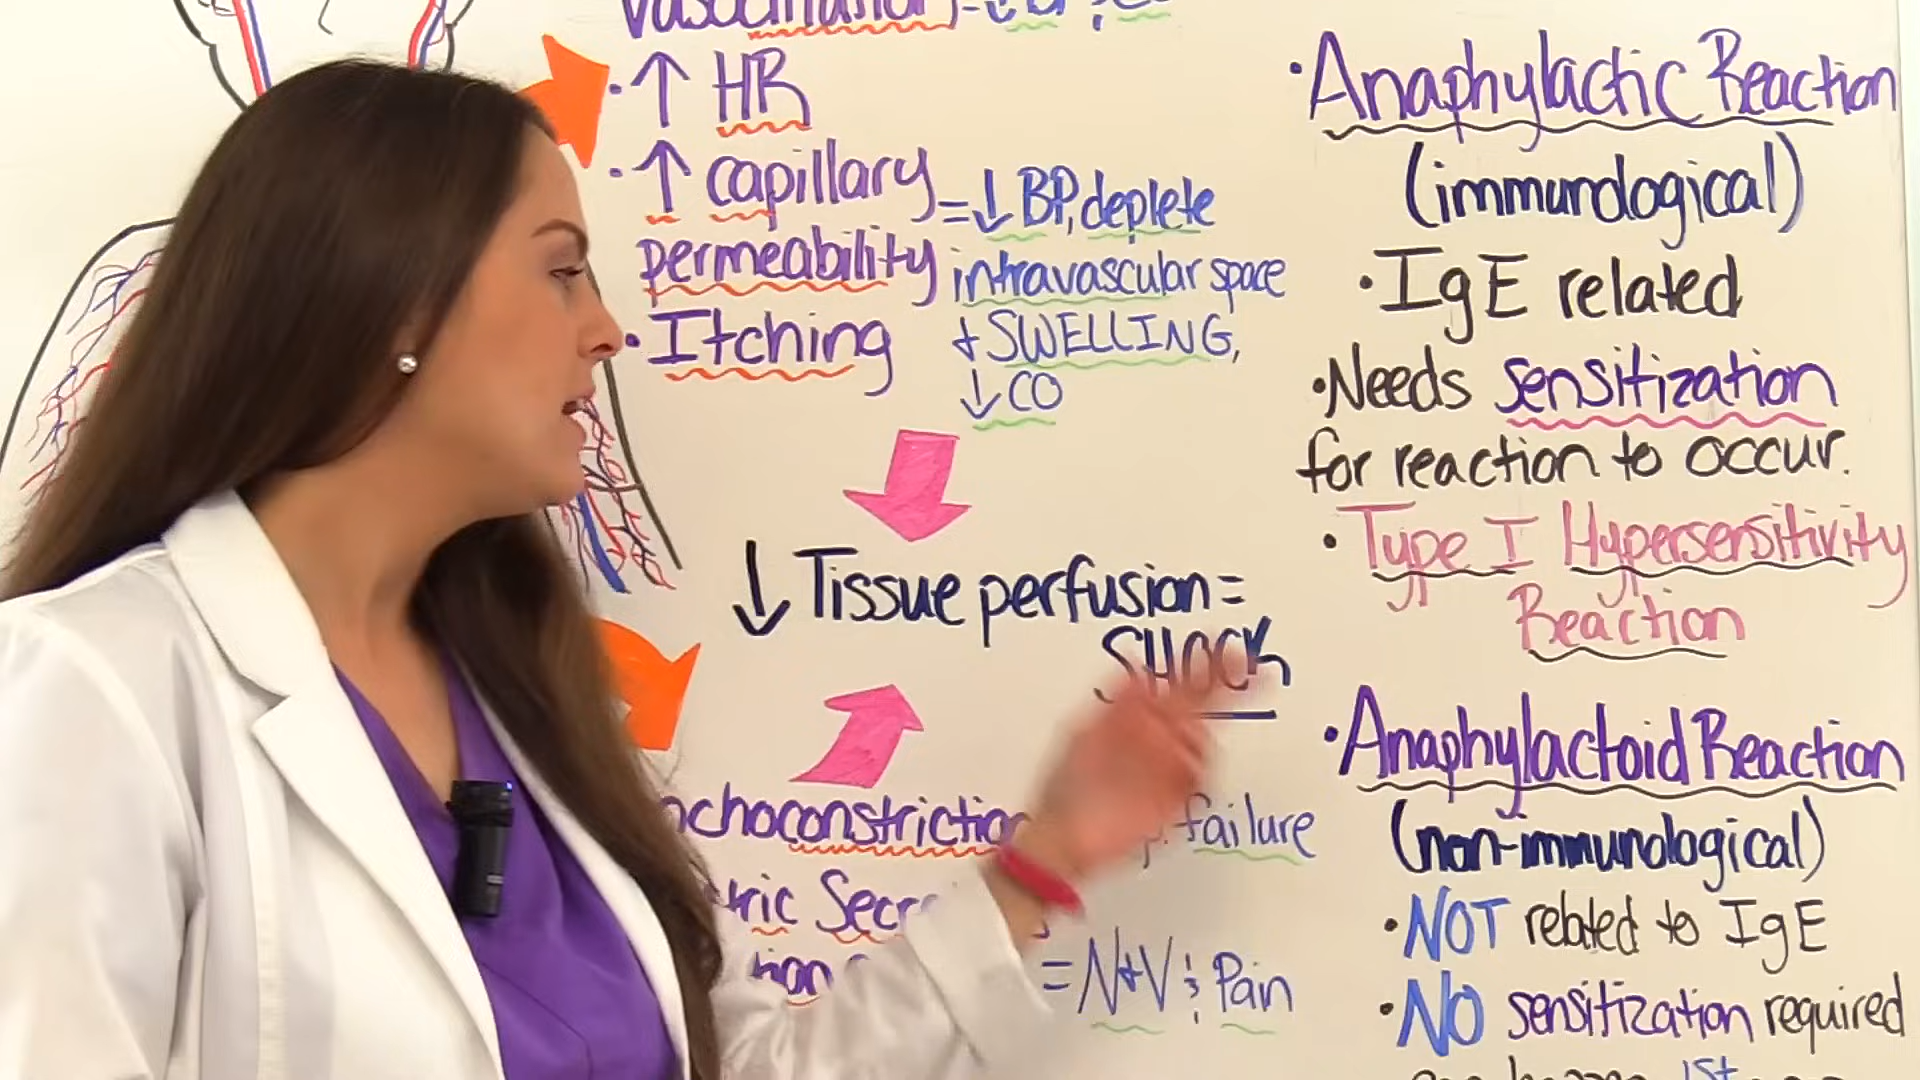 ↑ HR
• ↑ capillary
permeability
= ↓ BP, deplete
intravascular space
+ SWELLING,
↓ CO
• Itching
↓ Tissue perfusion =
SHOCK
failure
= N+V & Pain
• Anaphylactic Reaction
(immunological)
• IgE related
• Needs sensitization
for reaction to occur.
• Type I Hypersensitivity
Reaction
• Anaphylactoid Reaction
(non-immunological)
• NOT related to IgE
• NO sensitization required